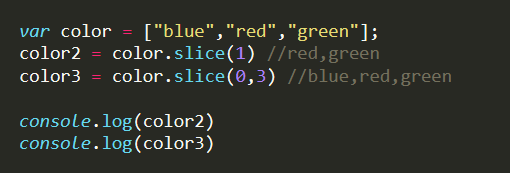 var color = ["blue","red","green"];
color2 = color.slice(1) //red,green
color3 = color.slice(0,3) //blue,red,green
console.log(color2)
console.log(color3)